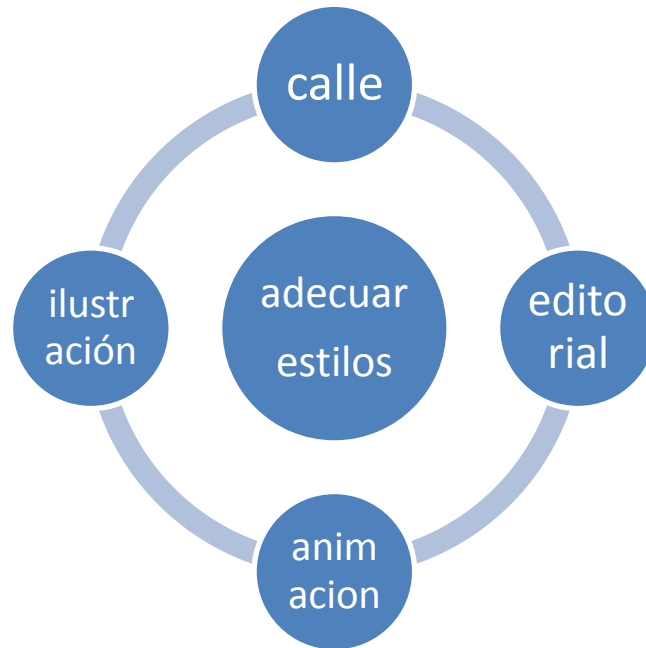 calle
ilustr
ación
adecuar
estilos
edito
rial
anim
acion